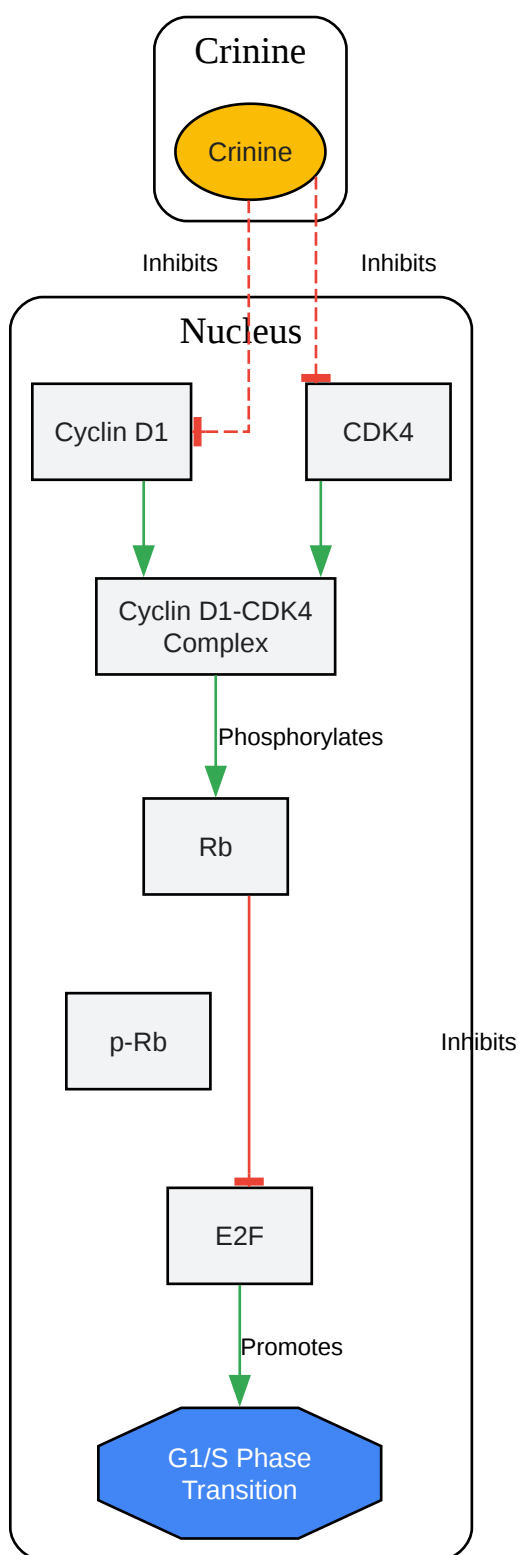 Crinine
Crinine
Inhibits
Inhibits
Nucleus
Cyclin D1
CDK4
Cyclin D1-CDK4
Complex
Phosphorylates
Rb
p-Rb
Inhibits
E2F
Promotes
G1/S Phase
Transition